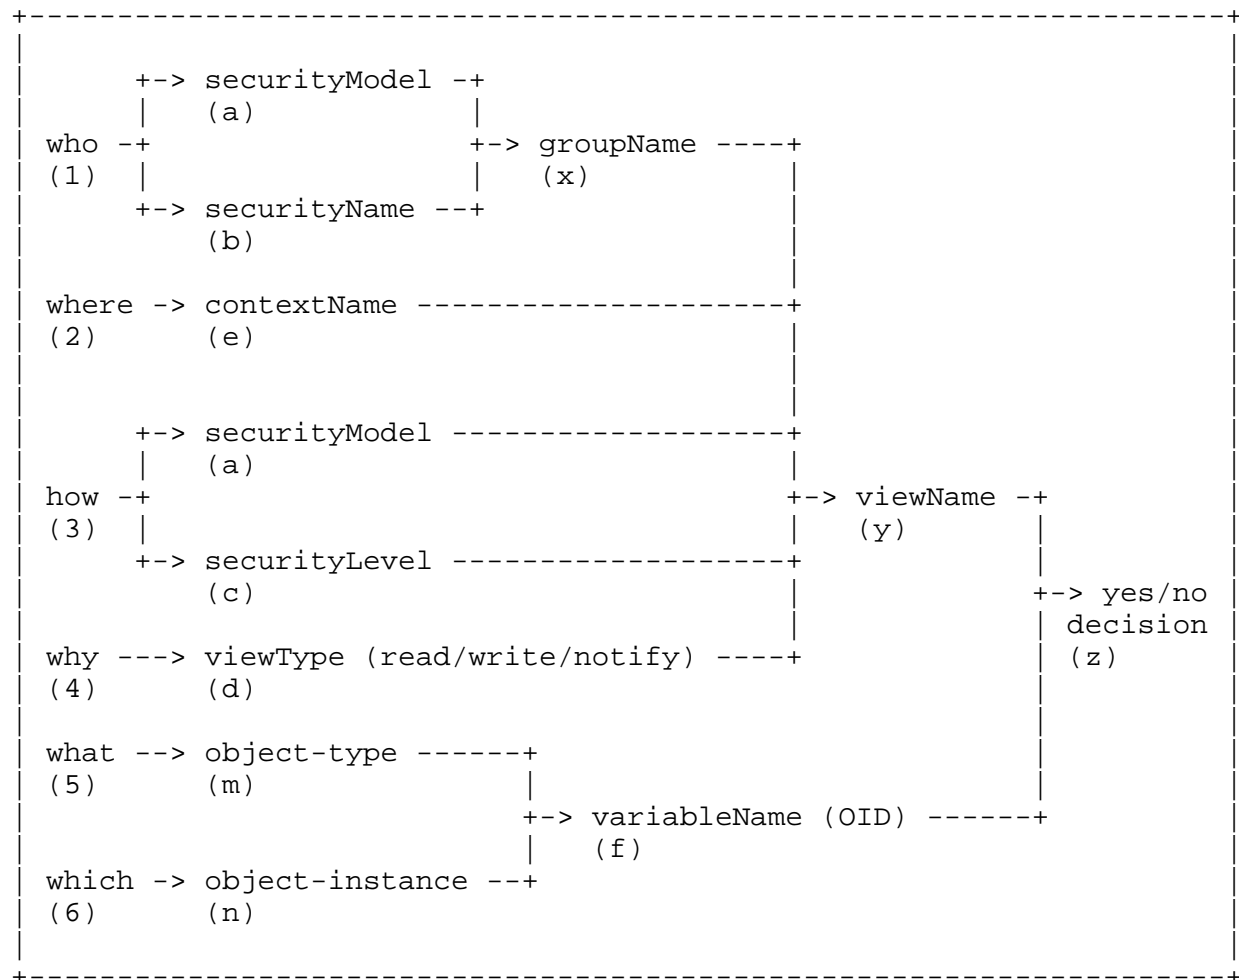 +--------------------------------------------------------------------+
|                                                                    |
|      +-> securityModel -+                                          |
|      |   (a)            |                                          |
| who -+                  +-> groupName ----+                        |
| (1)  |                  |   (x)           |                        |
|      +-> securityName --+                 |                        |
|          (b)                              |                        |
|                                           |                        |
| where -> contextName ---------------------+                        |
| (2)      (e)                              |                        |
|                                           |                        |
|                                           |                        |
|      +-> securityModel -------------------+                        |
|      |   (a)                              |                        |
| how -+                                    +-> viewName -+          |
| (3)  |                                    |   (y)       |          |
|      +-> securityLevel -------------------+             |          |
|          (c)                              |             +-> yes/no |
|                                           |             | decision |
| why ---> viewType (read/write/notify) ----+             | (z)      |
| (4)      (d)                                            |          |
|                                                         |          |
| what --> object-type ------+                            |          |
| (5)      (m)               |                            |          |
|                            +-> variableName (OID) ------+          |
|                            |   (f)                                 |
| which -> object-instance --+                                       |
| (6)      (n)                                                       |
|                                                                    |
+--------------------------------------------------------------------+